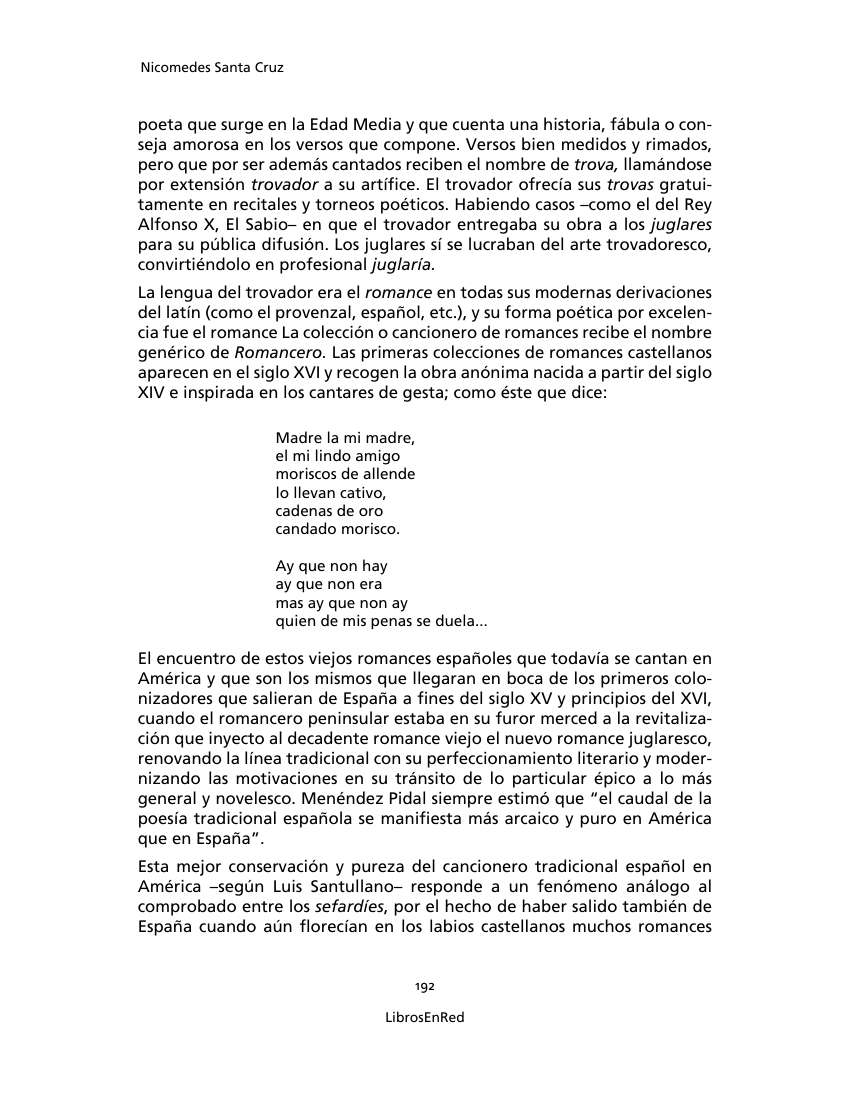 Nicomedes Santa Cruz
poeta que surge en la Edad Media y que cuenta una historia, fábula o con-
seja amorosa en los versos que compone. Versos bien medidos y rimados,
pero que por ser además cantados reciben el nombre de trova, llamándose
por extensión trovador a su artífice. El trovador ofrecía sus trovas gratui-
tamente en recitales y torneos poéticos. Habiendo casos –como el del Rey
Alfonso X, El Sabio– en que el trovador entregaba su obra a los juglares
para su pública difusión. Los juglares sí se lucraban del arte trovadoresco,
convirtiéndolo en profesional juglaría.
La lengua del trovador era el romance en todas sus modernas derivaciones
del latín (como el provenzal, español, etc.), y su forma poética por excelen-
cia fue el romance La colección o cancionero de romances recibe el nombre
genérico de Romancero. Las primeras colecciones de romances castellanos
aparecen en el siglo XVI y recogen la obra anónima nacida a partir del siglo
XIV e inspirada en los cantares de gesta; como éste que dice:
Madre la mi madre,
el mi lindo amigo
moriscos de allende
lo llevan cativo,
cadenas de oro
candado morisco.
Ay que non hay
ay que non era
mas ay que non ay
quien de mis penas se duela...
El encuentro de estos viejos romances españoles que todavía se cantan en
América y que son los mismos que llegaran en boca de los primeros colo-
nizadores que salieran de España a fines del siglo XV y principios del XVI,
cuando el romancero peninsular estaba en su furor merced a la revitaliza-
ción que inyecto al decadente romance viejo el nuevo romance juglaresco,
renovando la línea tradicional con su perfeccionamiento literario y moder-
nizando las motivaciones en su tránsito de lo particular épico a lo más
general y novelesco. Menéndez Pidal siempre estimó que “el caudal de la
poesía tradicional española se manifiesta más arcaico y puro en América
que en España”.
Esta mejor conservación y pureza del cancionero tradicional español en
América –según Luis Santullano– responde a un fenómeno análogo al
comprobado entre los sefardíes, por el hecho de haber salido también de
España cuando aún florecían en los labios castellanos muchos romances
192
LibrosEnRed